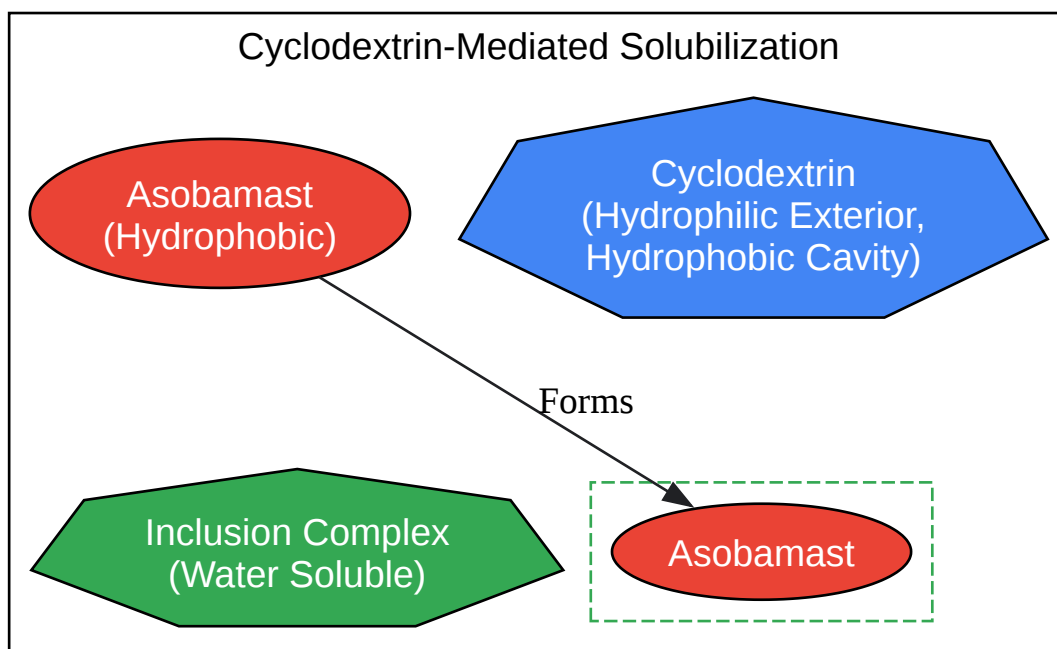 Cyclodextrin-Mediated Solubilization
Asobamast
(Hydrophobic)
Cyclodextrin
(Hydrophilic Exterior,
Hydrophobic Cavity)
Forms
Inclusion Complex
(Water Soluble)
Asobamast